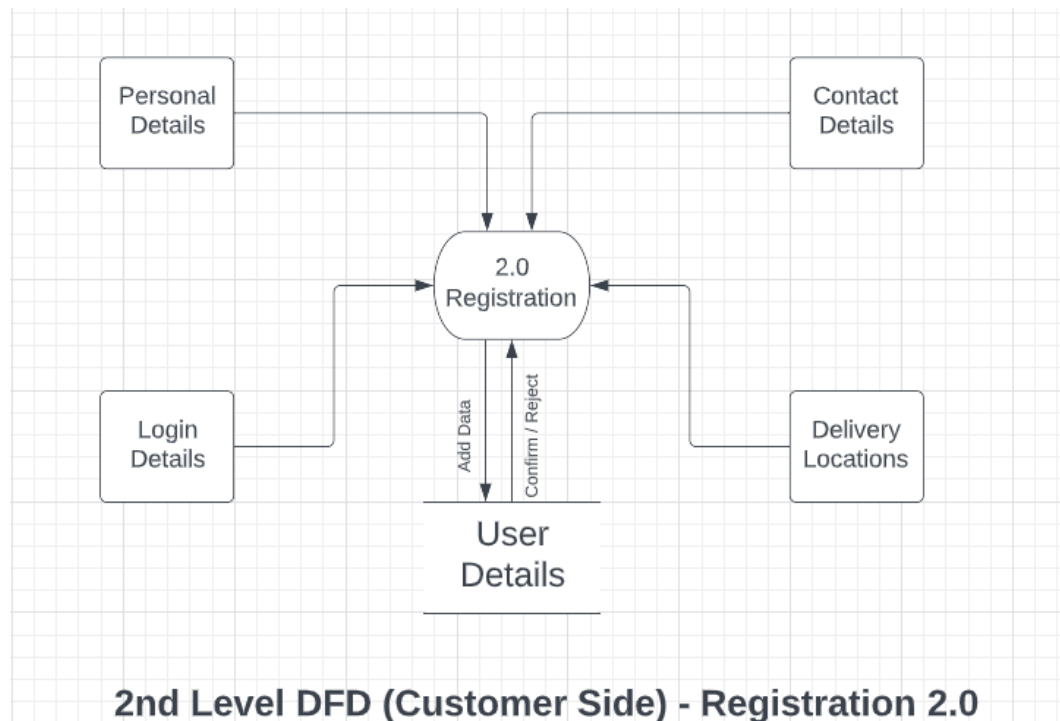 Personal
Details
Contact
Details
2.0
Registration
Login
Details
Add Data
Confirm / Reject
Delivery
Locations
User
Details
2nd Level DFD (Customer Side) - Registration 2.0